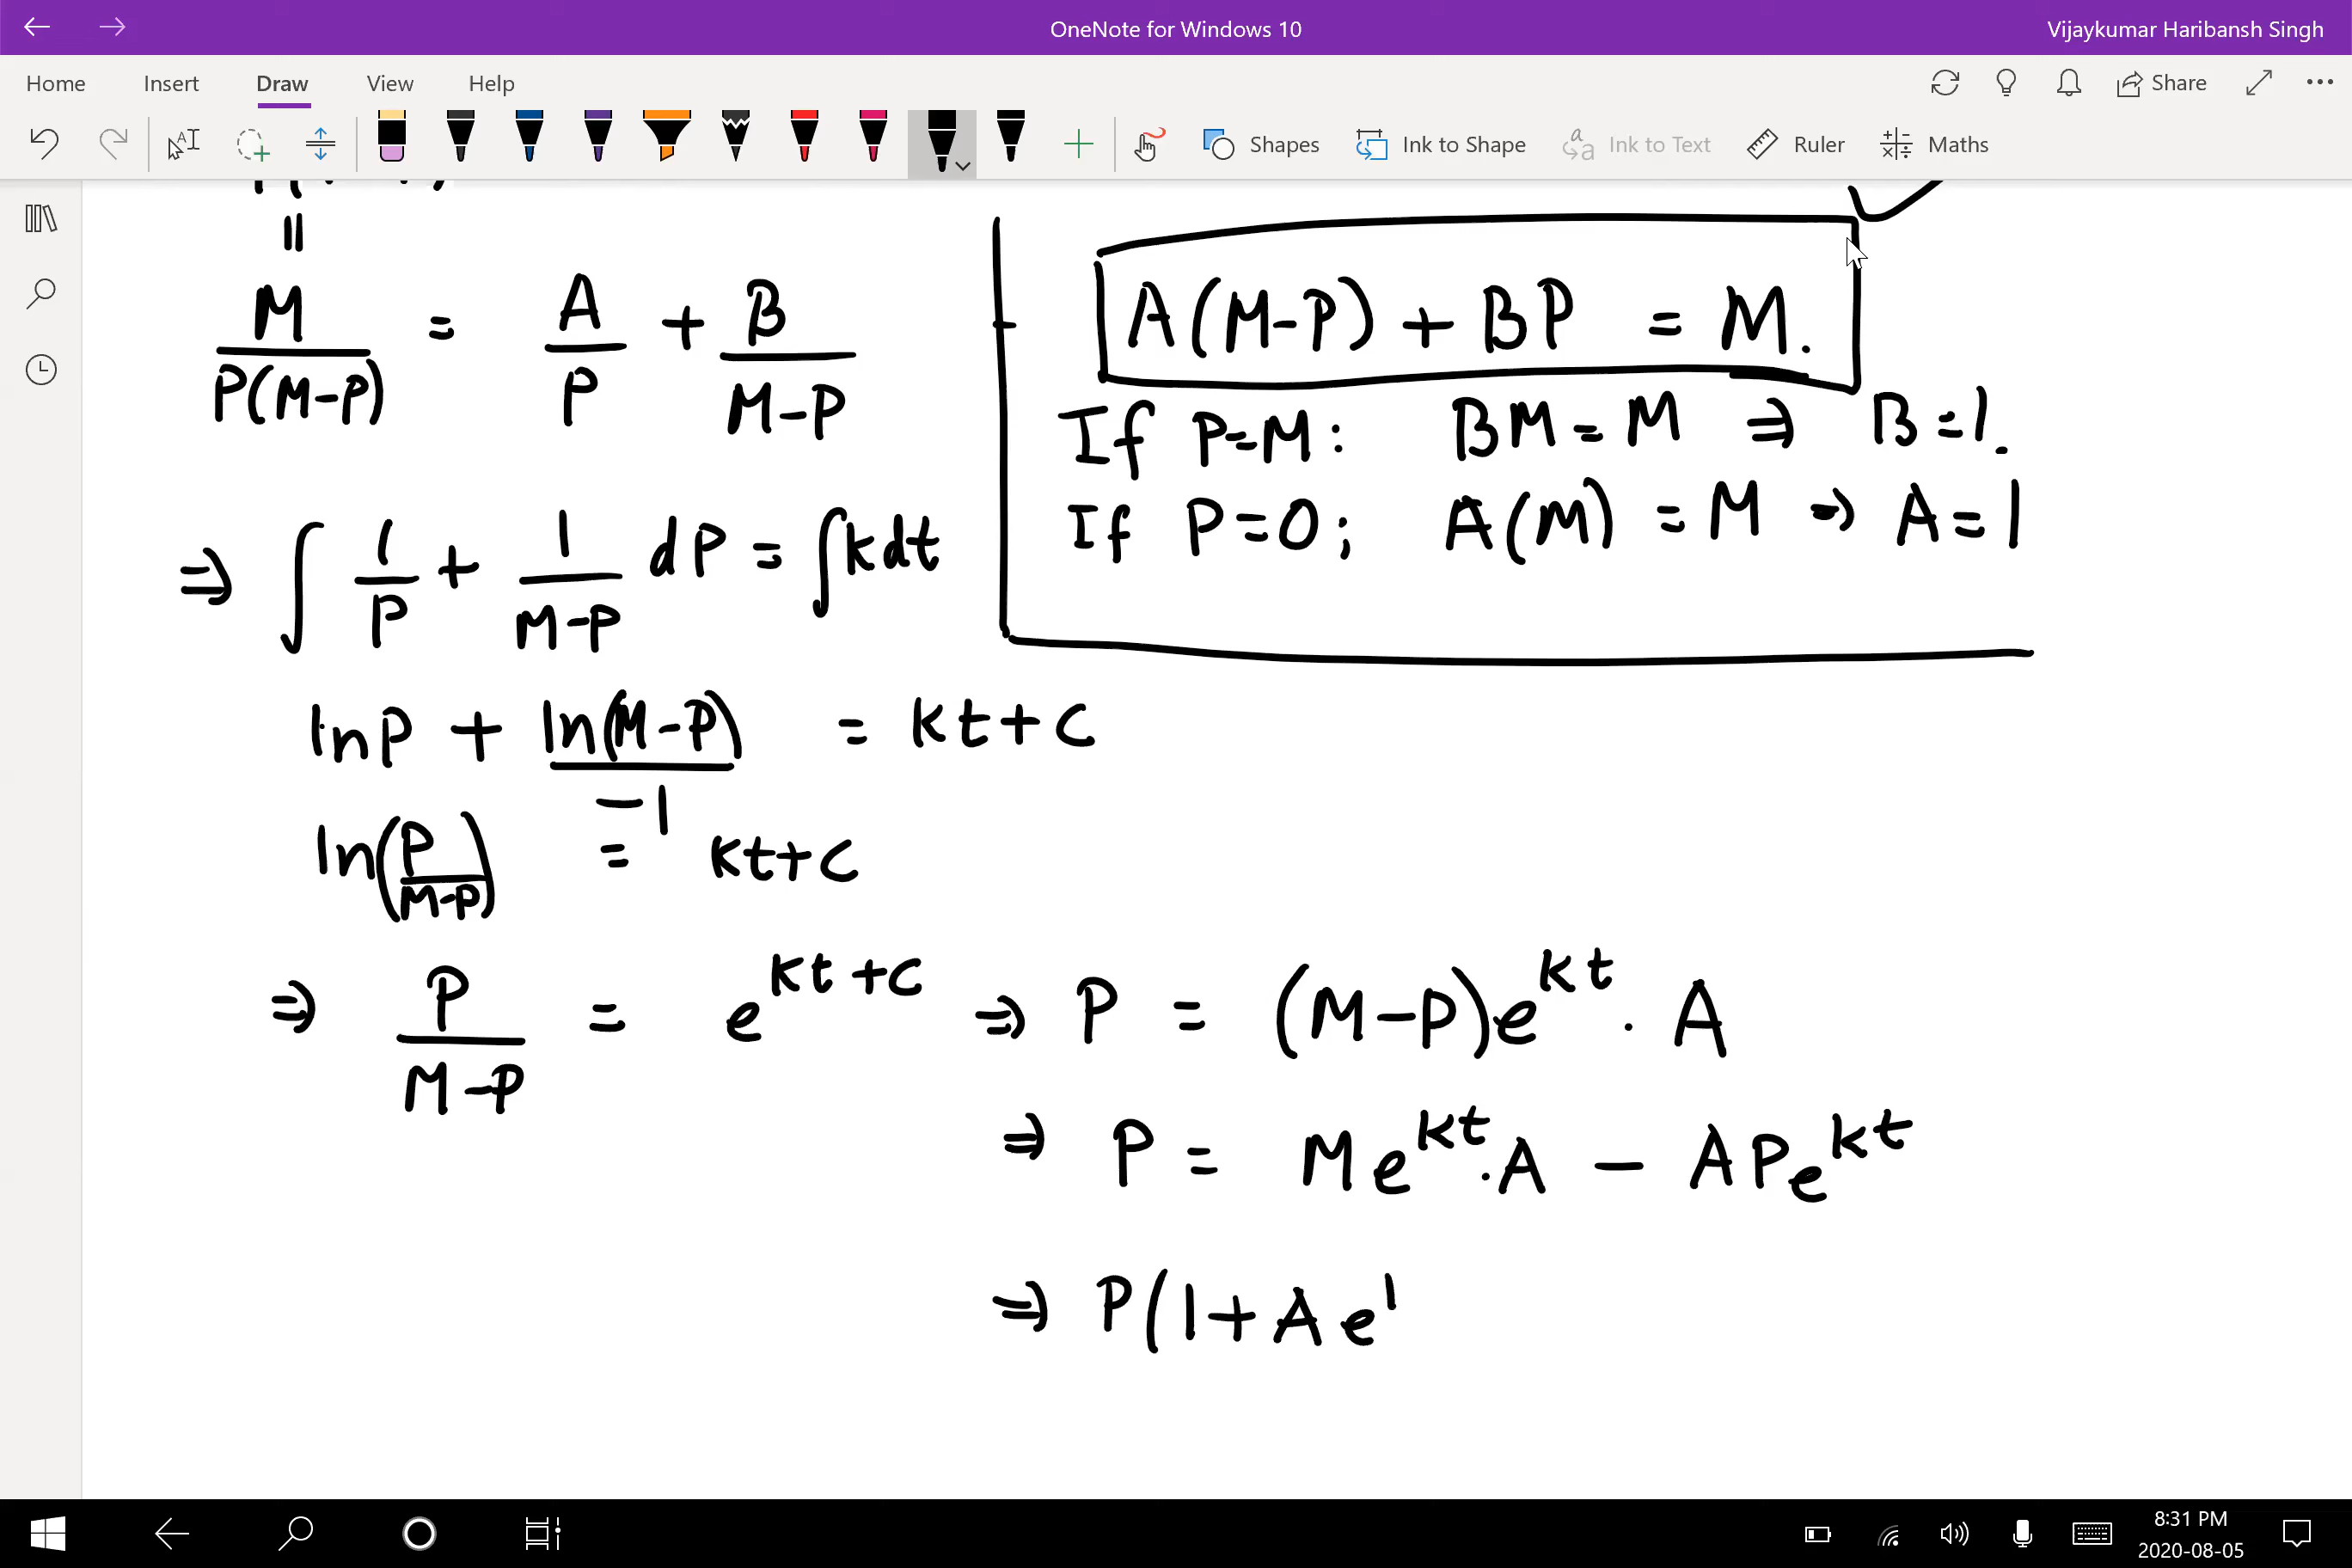 OneNote for Windows 10
Vijaykumar Haribansh Singh
Home Insert Draw View Help
Share
Shapes Ink to Shape Ink to Text Ruler Maths
M/P(M-P) = A/P + B/(M-P)
A(M-P) + BP = M.
If P=M: BM = M ⇒ B=1.
If P=0; A(M) = M ⇒ A=1
⇒ ∫ 1/P + 1/(M-P) dP = ∫kdt
lnP + ln(M-P)/-1 = kt+c
ln(P/(M-P)) = kt+c
⇒ P/(M-P) = e^(kt+c) ⇒ P = (M-P)e^(kt) · A
⇒ P = Me^(kt)·A - APe^(kt)
⇒ P(1+Ae
8:31 PM
2020-08-05